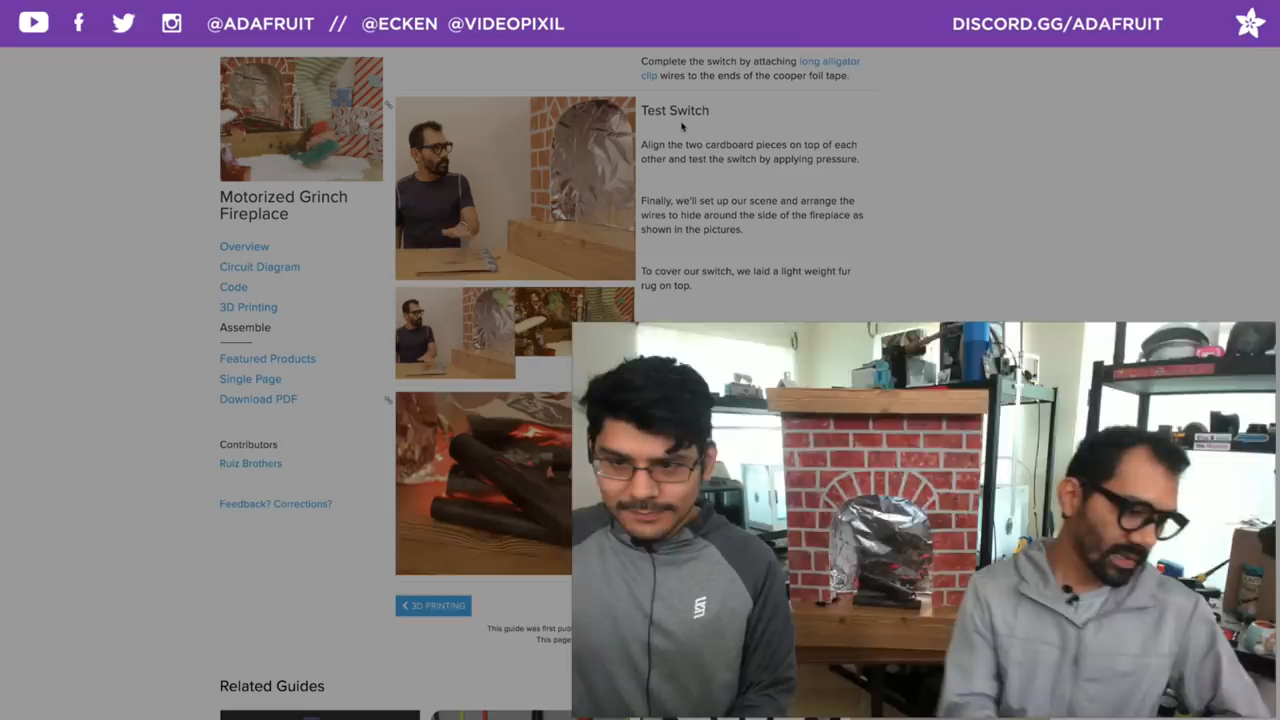 @ADAFRUIT // @ECKEN @VIDEOPIXIL
DISCORD.GG/ADAFRUIT
Complete the switch by attaching long alligator
clip wires to the ends of the cooper foil tape.
Test Switch
Align the two cardboard pieces on top of each
other and test the switch by applying pressure.
Finally, we'll set up our scene and arrange the
wires to hide around the side of the fireplace as
shown in the pictures.
To cover our switch, we laid a light weight fur
rug on top.
Motorized Grinch
Fireplace
Overview
Circuit Diagram
Code
3D Printing
Assemble
Featured Products
Single Page
Download PDF
Contributors
Ruiz Brothers
Feedback? Corrections?
3D PRINTING
This guide was first
This page
Related Guides